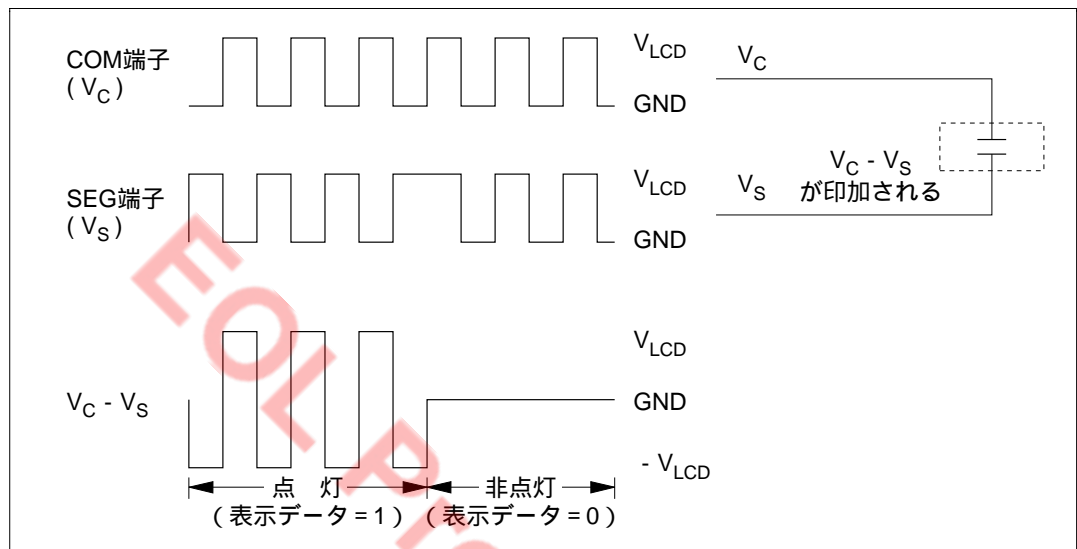 COM端子
( VC )
VLCD
GND
VC
SEG端子
( VS )
VLCD
GND
VS
VC - VS
が印加される
VC - VS
VLCD
GND
- VLCD
点 灯
( 表示データ = 1 )
非点灯
( 表示データ = 0 )
EOL Pro